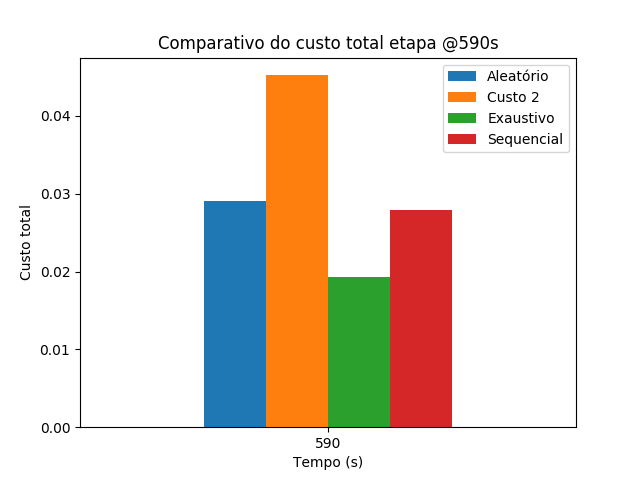 Comparativo do custo total etapa @590s
Aleatório
Custo 2
Exaustivo
Sequencial
0.04
0.03
0.02
0.01
0.00
Custo total
590
Tempo (s)